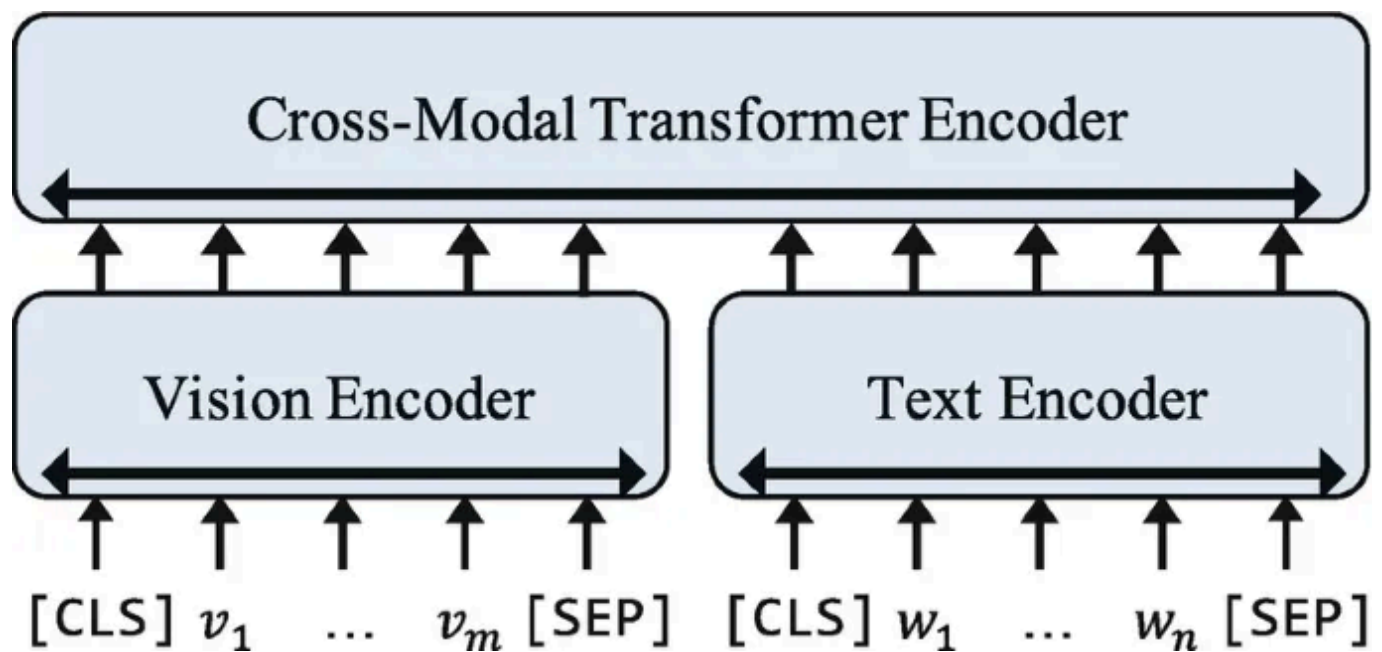 Cross-Modal Transformer Encoder
Vision Encoder Text Encoder
[CLS] v₁ ... vₘ [SEP] [CLS] w₁ ... wₙ [SEP]